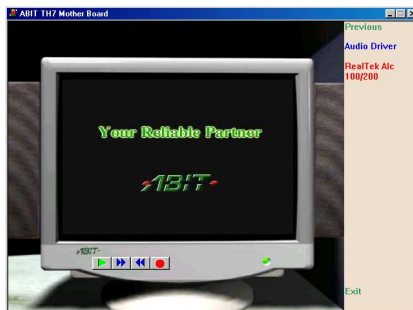 ABIT TH7 Mother Board
Previous
Audio Driver
RealTek Alc
100/200
Your Reliable Partner
ABIT
ABIT
Exit